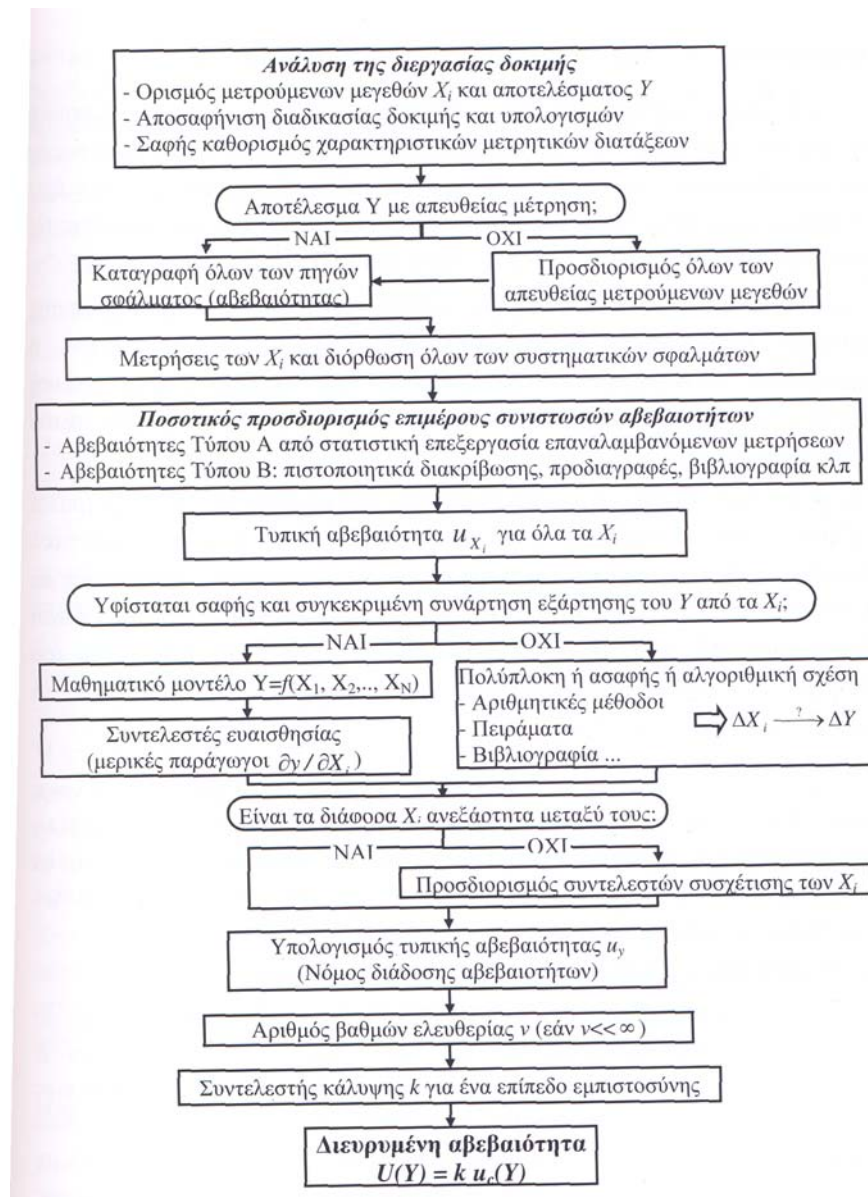 Ανάλυση της διεργασίας δοκιμής
- Ορισμός μετρούμενων μεγεθών Xi και αποτελέσματος Y
- Αποσαφήνιση διαδικασίας δοκιμής και υπολογισμών
- Σαφής καθορισμός χαρακτηριστικών μετρητικών διατάξεων
Αποτέλεσμα Υ με απευθείας μέτρηση;
ΝΑΙ ΟΧΙ
Καταγραφή όλων των πηγών
σφάλματος (αβεβαιότητας)
Προσδιορισμός όλων των
απευθείας μετρούμενων μεγεθών
Μετρήσεις των Xi και διόρθωση όλων των συστηματικών σφαλμάτων
Ποσοτικός προσδιορισμός επιμέρους συνιστωσών αβεβαιοτήτων
- Αβεβαιότητες Τύπου Α από στατιστική επεξεργασία επαναλαμβανόμενων μετρήσεων
- Αβεβαιότητες Τύπου Β: πιστοποιητικά διακρίβωσης, προδιαγραφές, βιβλιογραφία κλπ
Τυπική αβεβαιότητα u_Xi για όλα τα Xi
Υφίσταται σαφής και συγκεκριμένη συνάρτηση εξάρτησης του Y από τα Xi;
ΝΑΙ ΟΧΙ
Μαθηματικό μοντέλο Y=f(X1, X2,.., XN)
Συντελεστές ευαισθησίας
(μερικές παράγωγοι ∂y/∂Xi)
Πολύπλοκη ή ασαφής ή αλγοριθμική σχέση
- Αριθμητικές μέθοδοι
- Πειράματα
- Βιβλιογραφία ...
⇨ ΔXi —?→ ΔY
Είναι τα διάφορα Xi ανεξάρτητα μεταξύ τους;
ΝΑΙ ΟΧΙ
Προσδιορισμός συντελεστών συσχέτισης των Xi
Υπολογισμός τυπικής αβεβαιότητας uy
(Νόμος διάδοσης αβεβαιοτήτων)
Αριθμός βαθμών ελευθερίας ν (εάν ν<<∞)
Συντελεστής κάλυψης k για ένα επίπεδο εμπιστοσύνης
Διευρυμένη αβεβαιότητα
U(Y) = k uc(Y)